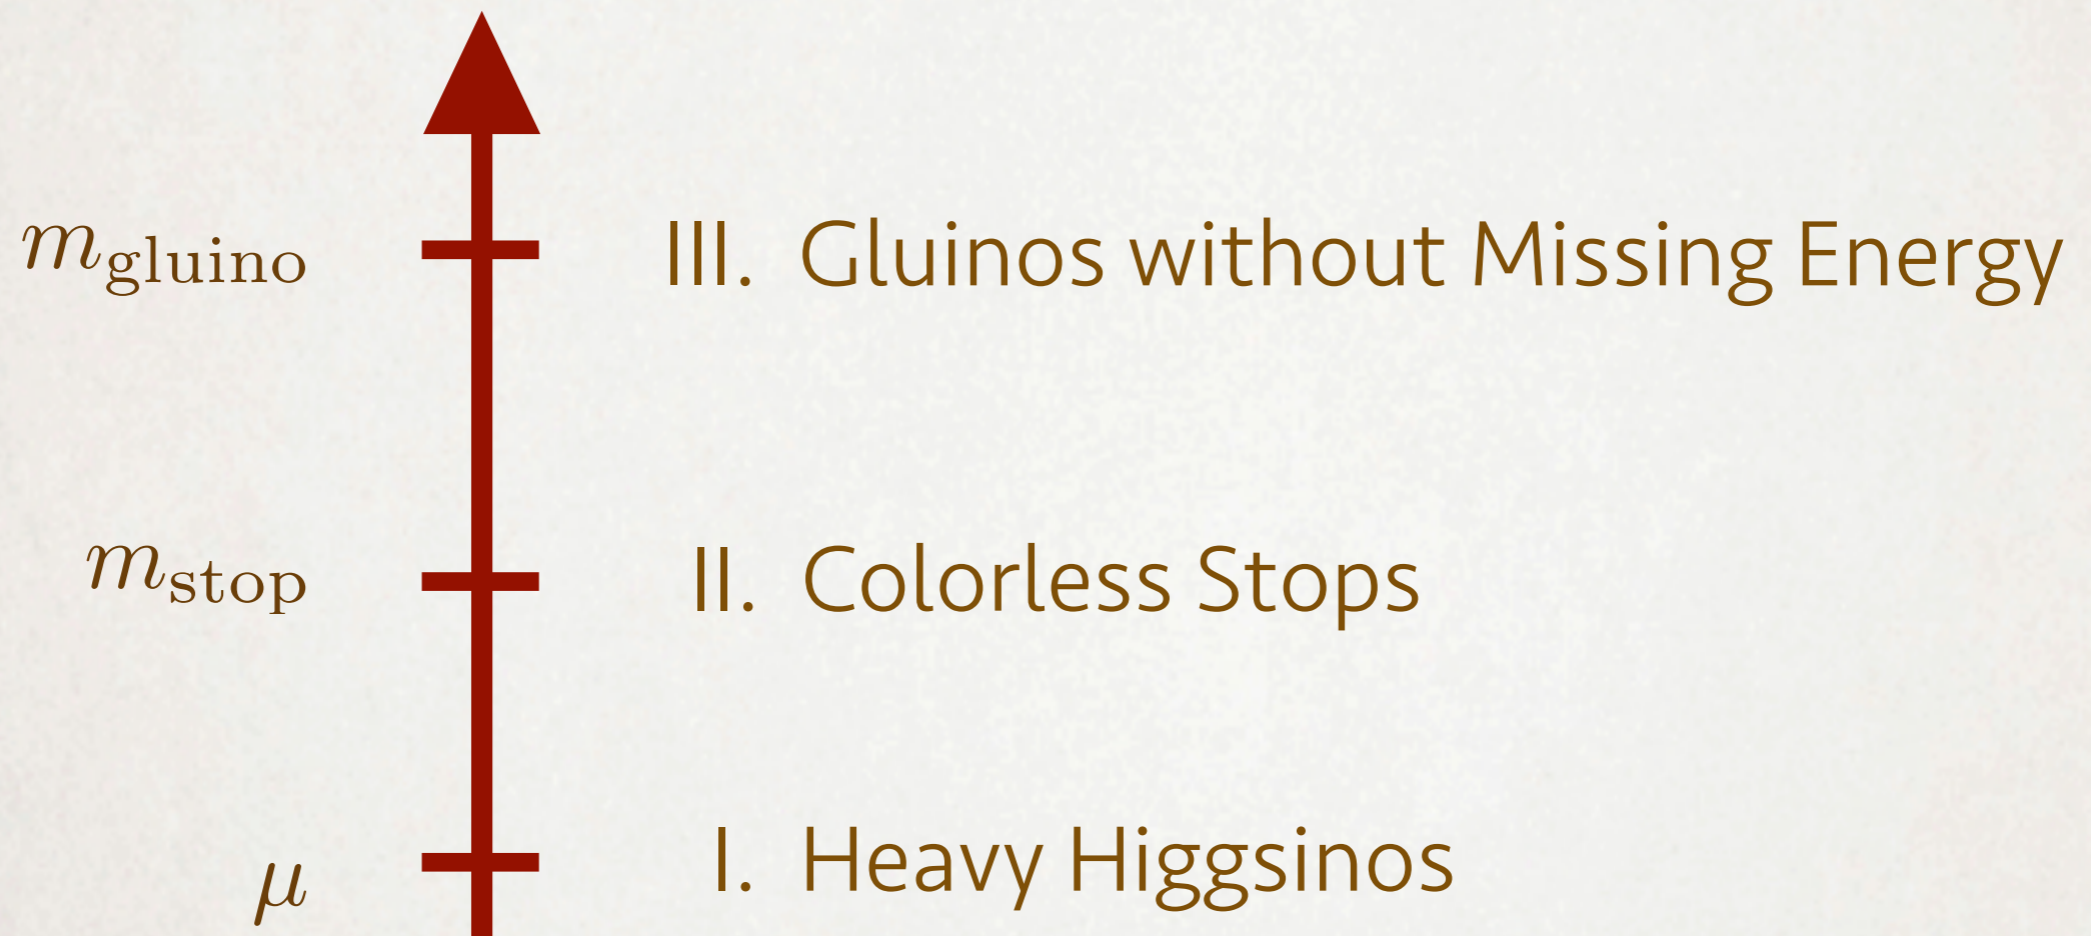 m_gluino III. Gluinos without Missing Energy
m_stop II. Colorless Stops
μ I. Heavy Higgsinos